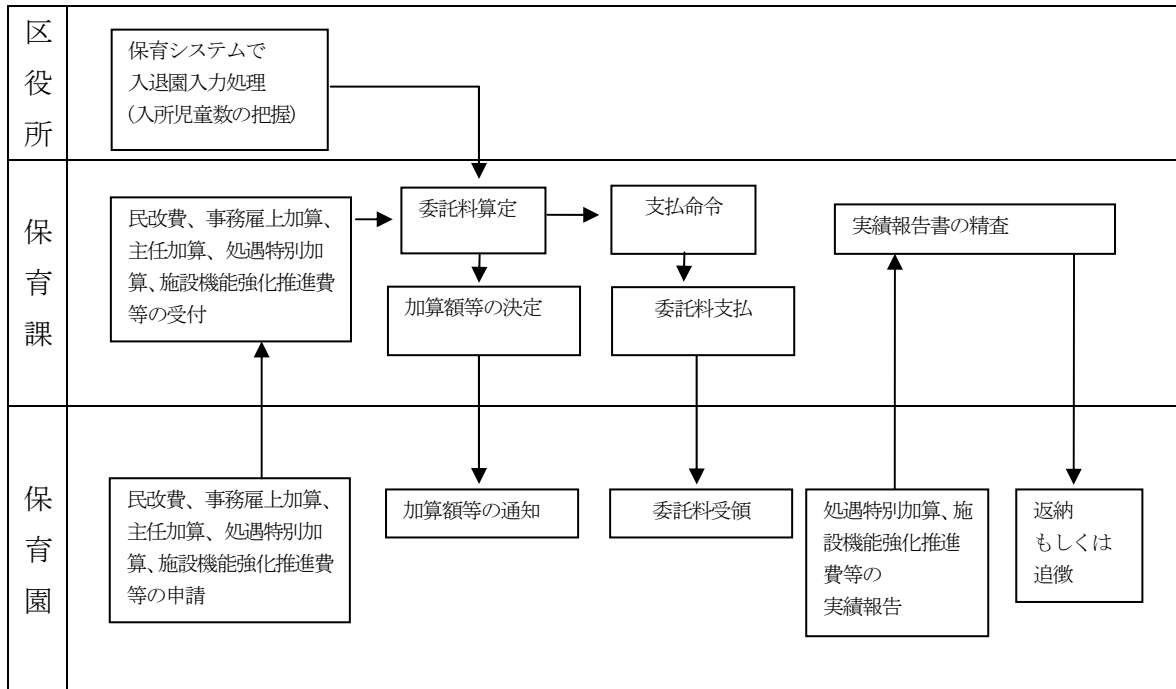 区役所
保育システムで
入退園入力処理
(入所児童数の把握)
保育課
民改費、事務雇上加算、
主任加算、処遇特別加
算、施設機能強化推進費
等の受付
委託料算定
支払命令
実績報告書の精査
加算額等の決定
委託料支払
保育園
民改費、事務雇上加算、
主任加算、処遇特別加
算、施設機能強化推進費
等の申請
加算額等の通知
委託料受領
処遇特別加算、施
設機能強化推進
費等の
実績報告
返納
もしくは
追徴